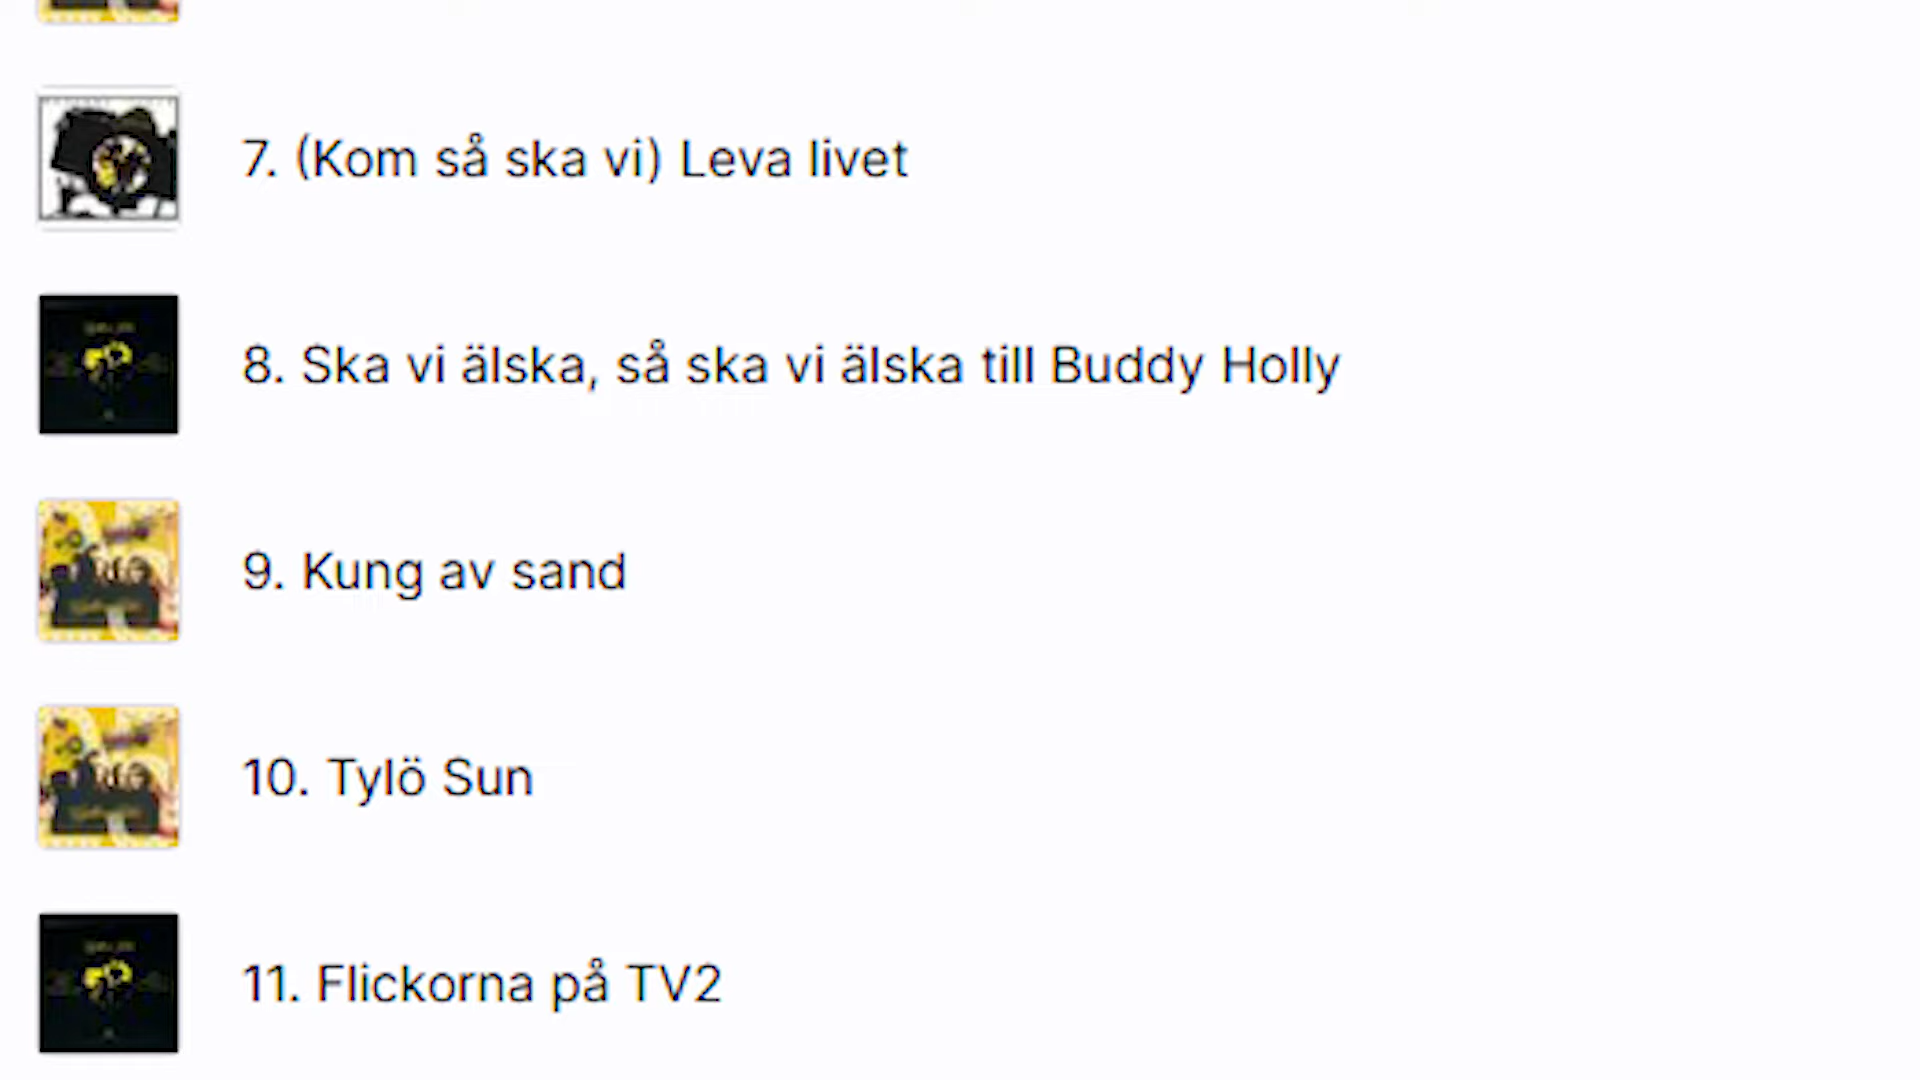 7. (Kom så ska vi) Leva livet
8. Ska vi älska, så ska vi älska till Buddy Holly
9. Kung av sand
10. Tylö Sun
11. Flickorna på TV2